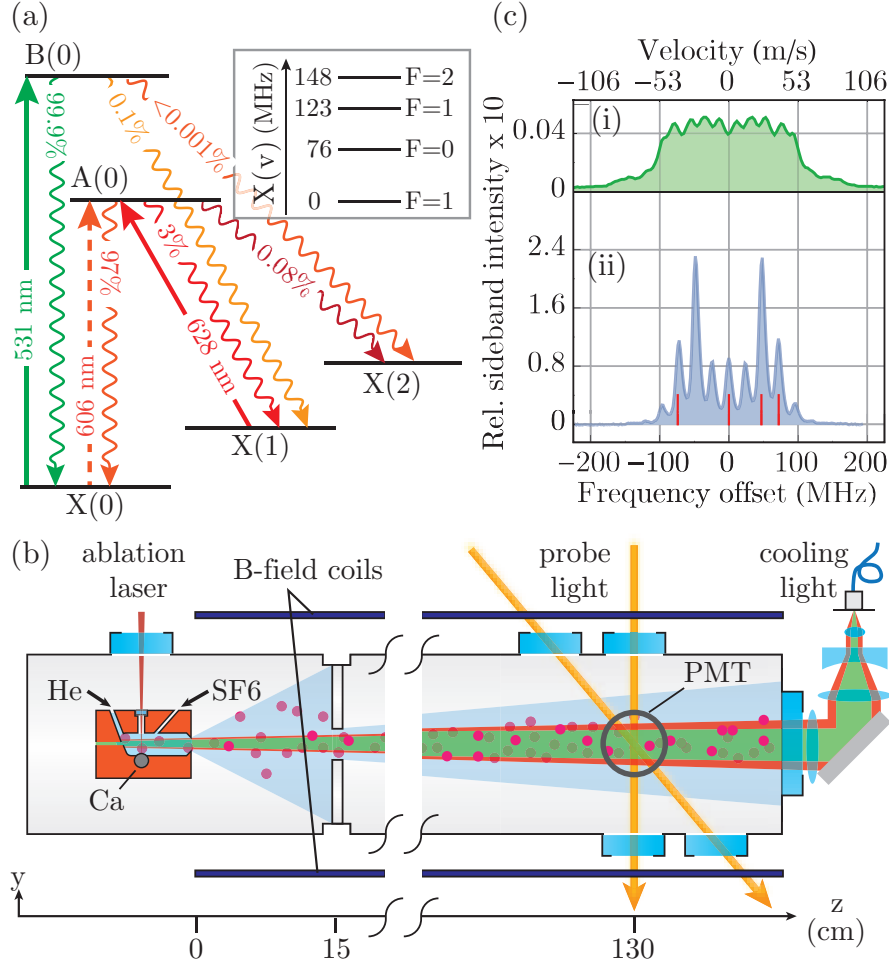 (a)
B(0)
99.9%
0.1%
<0.001%
A(0)
97%
3%
0.08%
531 nm
606 nm
628 nm
X(2)
X(1)
X(0)
X(v) (MHz)
148 F=2
123 F=1
76 F=0
0 F=1
(c)
Velocity (m/s)
−106 −53 0 53 106
(i)
0.04
0
(ii)
2.4
1.6
0.8
0
Rel. sideband intensity x 10
−200 −100 0 100 200
Frequency offset (MHz)
(b)
ablation
laser
B-field coils
probe
light
cooling
light
He
SF6
PMT
Ca
y
z
(cm)
0 15 130